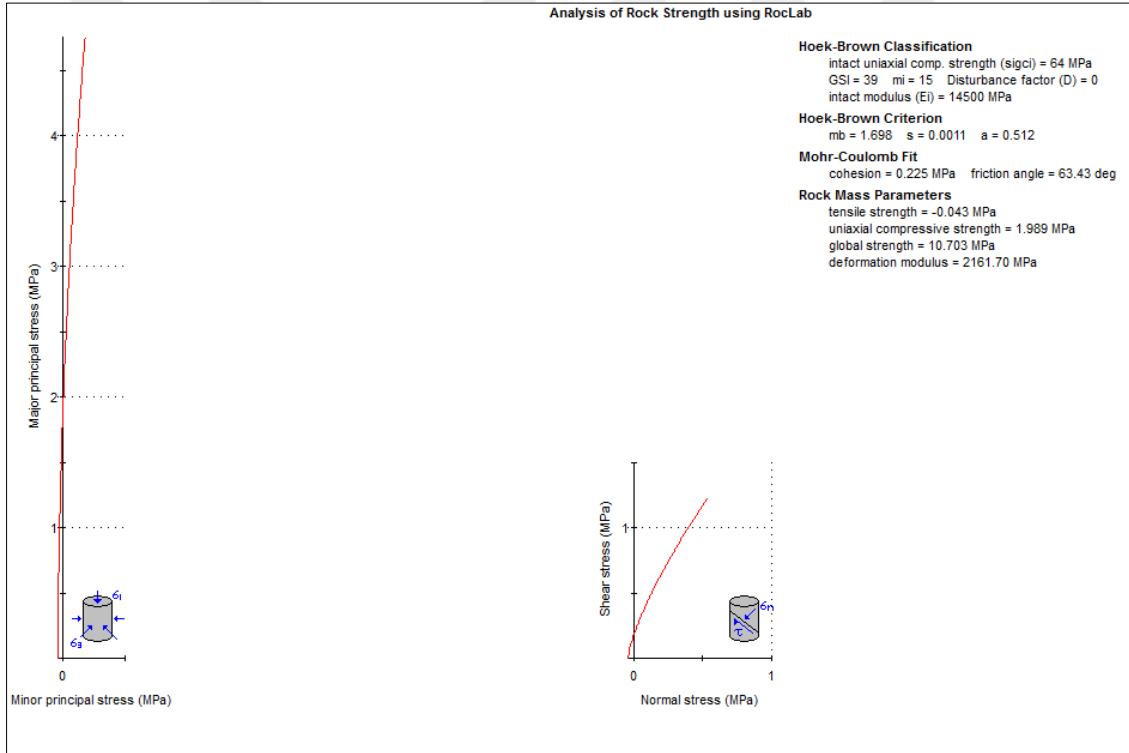 Analysis of Rock Strength using RocLab
Hoek-Brown Classification
intact uniaxial comp. strength (sigci) = 64 MPa
GSI = 39 mi = 15 Disturbance factor (D) = 0
intact modulus (Ei) = 14500 MPa
Hoek-Brown Criterion
mb = 1.698 s = 0.0011 a = 0.512
Mohr-Coulomb Fit
cohesion = 0.225 MPa friction angle = 63.43 deg
Rock Mass Parameters
tensile strength = -0.043 MPa
uniaxial compressive strength = 1.989 MPa
global strength = 10.703 MPa
deformation modulus = 2161.70 MPa
Major principal stress (MPa)
4
3
2
1
0
σ1
σ3
Minor principal stress (MPa)
Shear stress (MPa)
1
0
1
σn
τ
Normal stress (MPa)